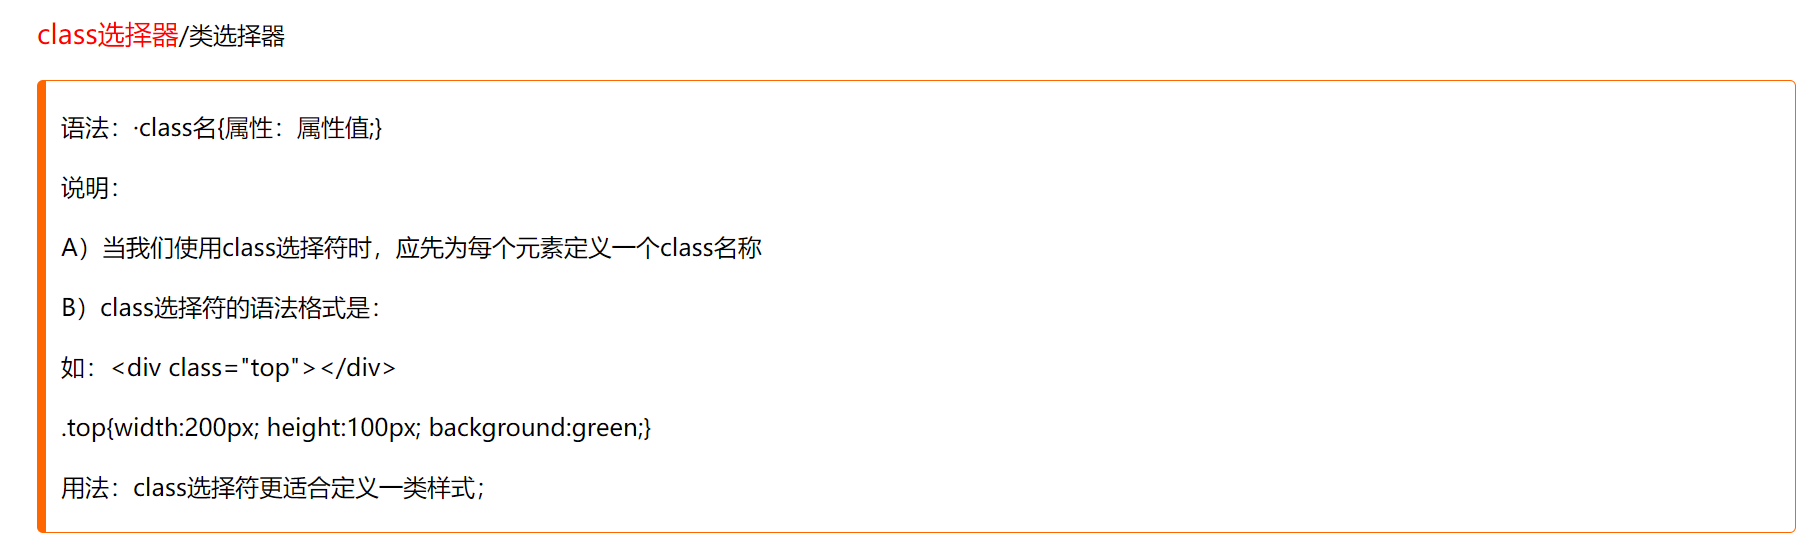 class选择器/类选择器
语法：·class名{属性：属性值;}
说明：
A）当我们使用class选择符时，应先为每个元素定义一个class名称
B）class选择符的语法格式是：
如：<div class="top"></div>
.top{width:200px; height:100px; background:green;}
用法：class选择符更适合定义一类样式；